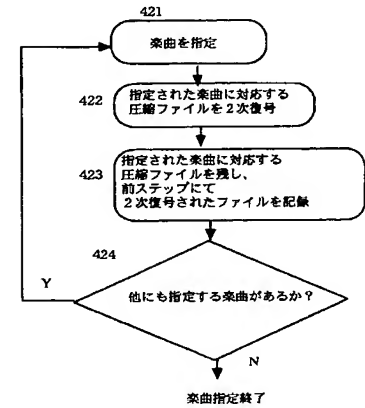 421
楽曲を指定
422
指定された楽曲に対応する
圧縮ファイルを２次復号
423
指定された楽曲に対応する
圧縮ファイルを残し、
前ステップにて
２次復号されたファイルを記録
424
Y
他にも指定する楽曲があるか？
N
楽曲指定終了